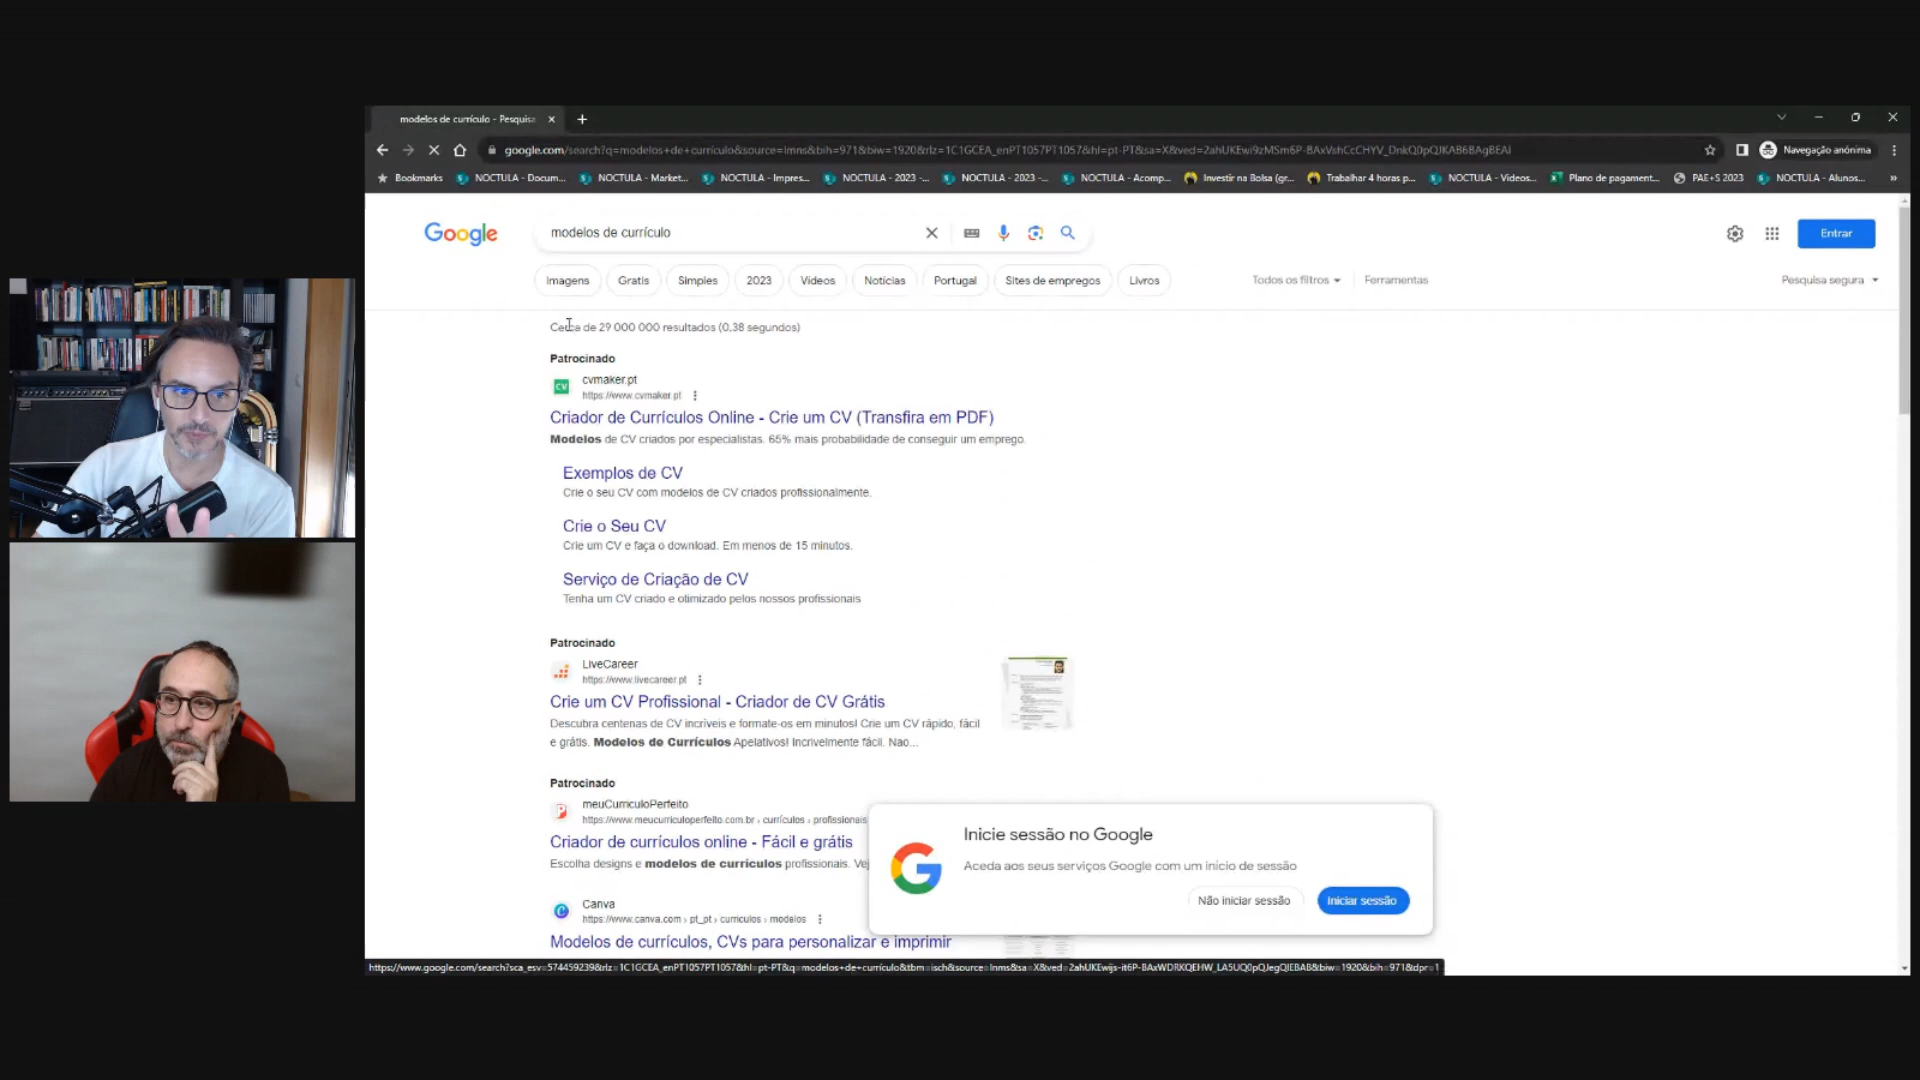 modelos de currículo - Pesquisa
google.com/search?q=modelos+de+currículo&source=lmns&bih=971&biw=1920&rlz=1C1GCEA_enPT1057PT1057&hl=pt-PT&sa=X&ved=2ahUKEwi9zMSm6P-BAxVshCcCHYV_DnkQ0pQJKAB6BAgBEAI
Navegação anónima
Bookmarks
NOCTULA - Docum...
NOCTULA - Market...
NOCTULA - Impres...
NOCTULA - 2023 -...
NOCTULA - 2023 -...
NOCTULA - Acomp...
Investir na Bolsa (gr...
Trabalhar 4 horas p...
NOCTULA - Vídeos...
Plano de pagament...
PAE+S 2023
NOCTULA - Alunos...
Google
modelos de currículo
Entrar
Imagens
Gratis
Simples
2023
Vídeos
Notícias
Portugal
Sites de empregos
Livros
Todos os filtros
Ferramentas
Pesquisa segura
Cerca de 29 000 000 resultados (0,38 segundos)
Patrocinado
CV
cvmaker.pt
https://www.cvmaker.pt
Criador de Currículos Online - Crie um CV (Transfira em PDF)
Modelos de CV criados por especialistas. 65% mais probabilidade de conseguir um emprego.
Exemplos de CV
Crie o seu CV com modelos de CV criados profissionalmente.
Crie o Seu CV
Crie um CV e faça o download. Em menos de 15 minutos.
Serviço de Criação de CV
Tenha um CV criado e otimizado pelos nossos profissionais
Patrocinado
LiveCareer
https://www.livecareer.pt
Crie um CV Profissional - Criador de CV Grátis
Descubra centenas de CV incríveis e formate-os em minutos! Crie um CV rápido, fácil
e grátis. Modelos de Currículos Apelativos! Incrivelmente fácil. Nao...
Patrocinado
meuCurriculoPerfeito
https://www.meucurriculoperfeito.com.br › currículos › profissionais
Criador de currículos online - Fácil e grátis
Escolha designs e modelos de currículos profissionais. Vej
Canva
https://www.canva.com › pt_pt › curriculos › modelos
Modelos de currículos, CVs para personalizar e imprimir
Inicie sessão no Google
Aceda aos seus serviços Google com um início de sessão
Não iniciar sessão
Iniciar sessão